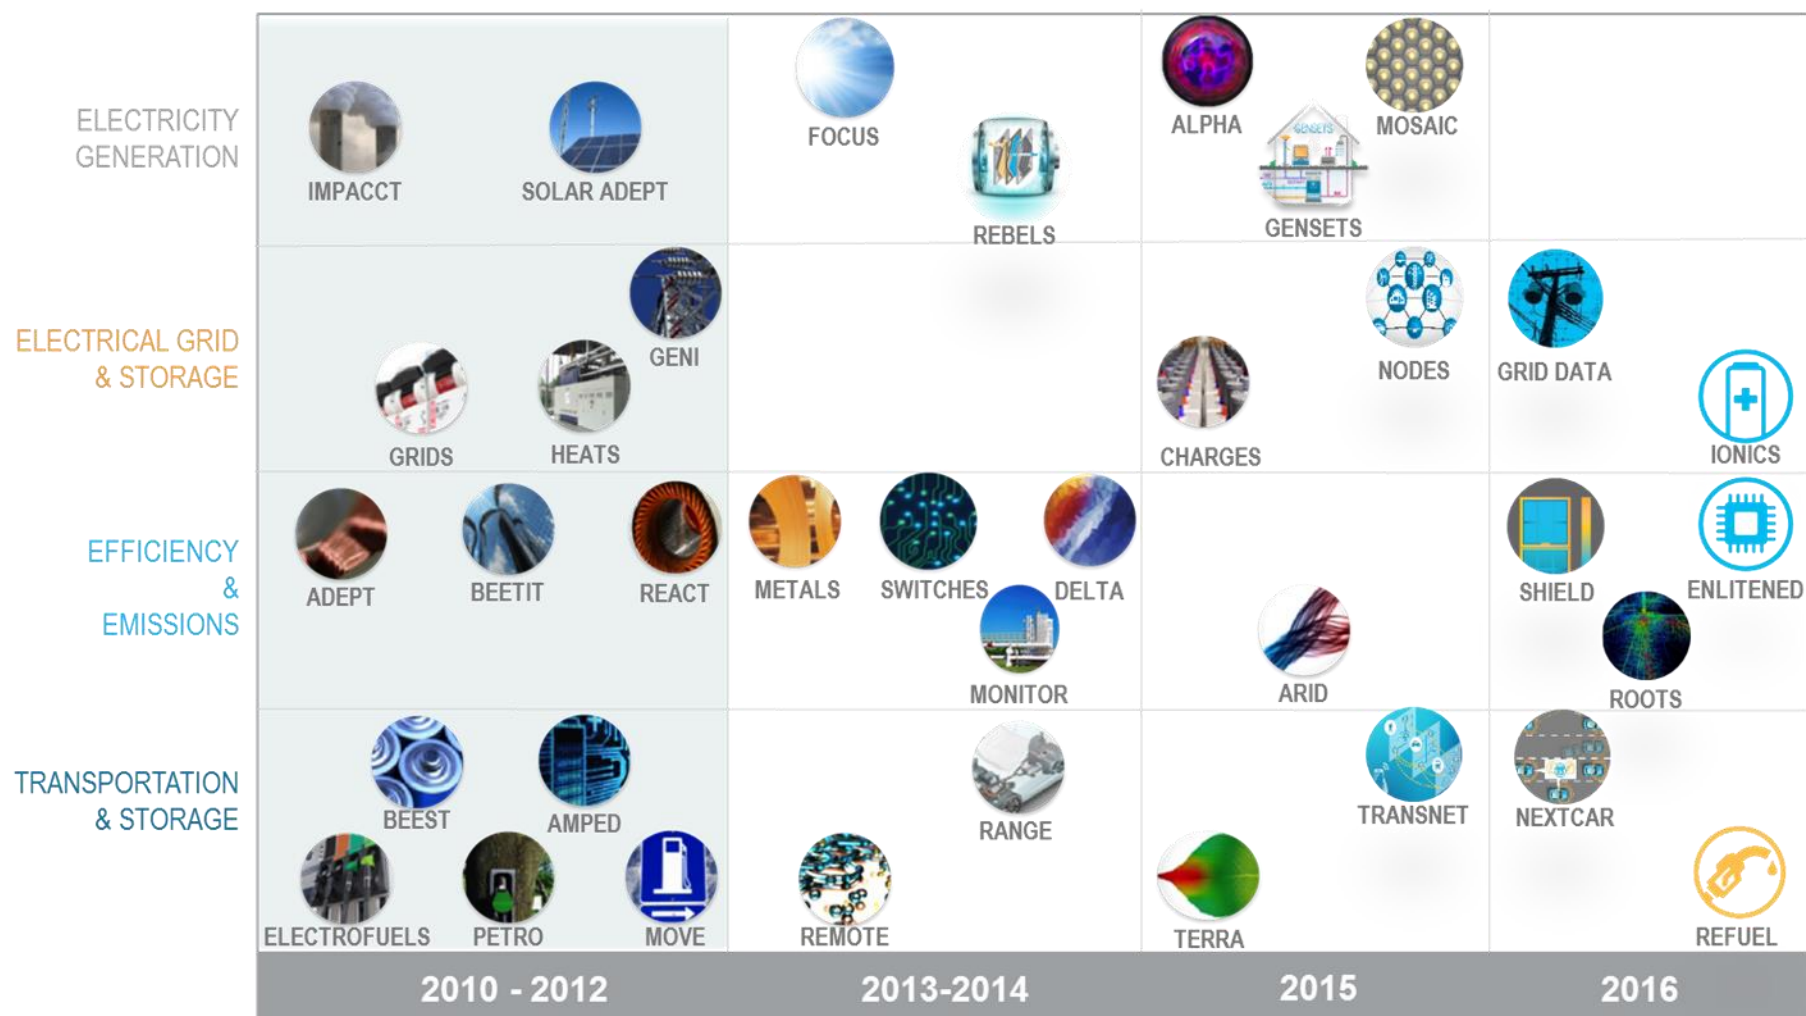 ELECTRICITY
GENERATION
IMPACCT
SOLAR ADEPT
FOCUS
REBELS
ALPHA
GENSETS
GENSETS
MOSAIC
ELECTRICAL GRID
& STORAGE
GRIDS
HEATS
GENI
CHARGES
NODES
GRID DATA
IONICS
EFFICIENCY
&
EMISSIONS
ADEPT
BEETIT
REACT
METALS
SWITCHES
DELTA
MONITOR
ARID
SHIELD
ENLITENED
ROOTS
TRANSPORTATION
& STORAGE
BEEST
AMPED
ELECTROFUELS
PETRO
MOVE
RANGE
REMOTE
TRANSNET
TERRA
NEXTCAR
REFUEL
2010 - 2012
2013-2014
2015
2016